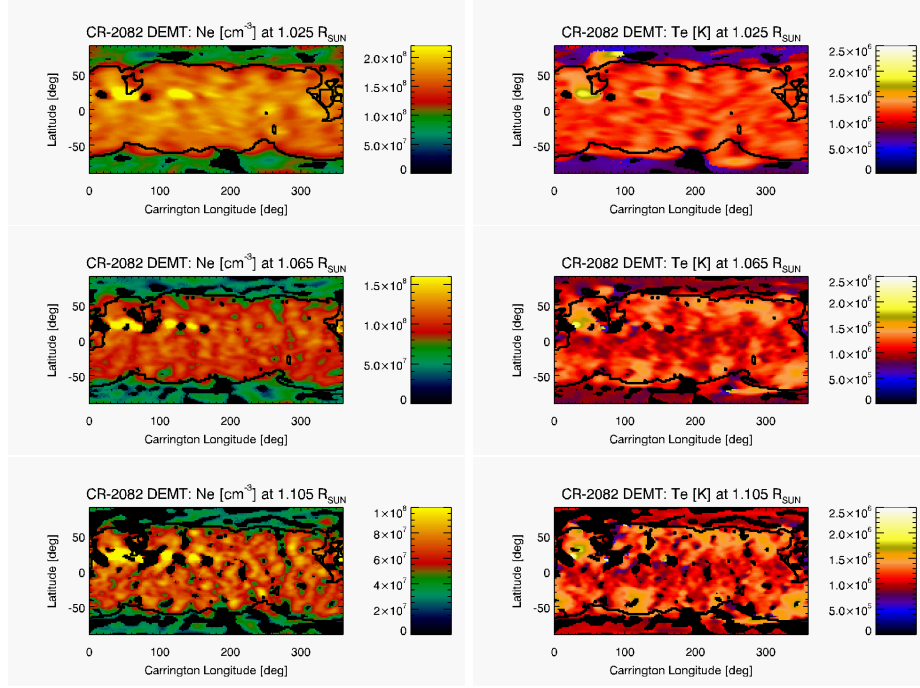 CR-2082 DEMT: Ne [cm⁻³] at 1.025 R_SUN
Latitude [deg]
50
0
-50
0 100 200 300
Carrington Longitude [deg]
2.0×10⁸
1.5×10⁸
1.0×10⁸
5.0×10⁷
0
CR-2082 DEMT: Te [K] at 1.025 R_SUN
Latitude [deg]
50
0
-50
0 100 200 300
Carrington Longitude [deg]
2.5×10⁶
2.0×10⁶
1.5×10⁶
1.0×10⁶
5.0×10⁵
0
CR-2082 DEMT: Ne [cm⁻³] at 1.065 R_SUN
Latitude [deg]
50
0
-50
0 100 200 300
Carrington Longitude [deg]
1.5×10⁸
1.0×10⁸
5.0×10⁷
0
CR-2082 DEMT: Te [K] at 1.065 R_SUN
Latitude [deg]
50
0
-50
0 100 200 300
Carrington Longitude [deg]
2.5×10⁶
2.0×10⁶
1.5×10⁶
1.0×10⁶
5.0×10⁵
0
CR-2082 DEMT: Ne [cm⁻³] at 1.105 R_SUN
Latitude [deg]
50
0
-50
0 100 200 300
Carrington Longitude [deg]
1×10⁸
8×10⁷
6×10⁷
4×10⁷
2×10⁷
0
CR-2082 DEMT: Te [K] at 1.105 R_SUN
Latitude [deg]
50
0
-50
0 100 200 300
Carrington Longitude [deg]
2.5×10⁶
2.0×10⁶
1.5×10⁶
1.0×10⁶
5.0×10⁵
0